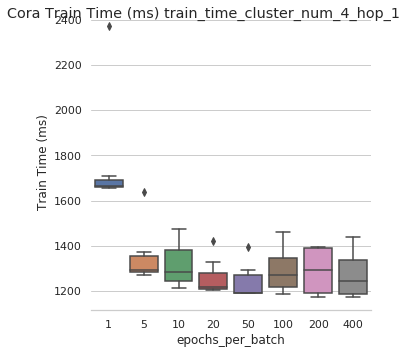 Cora Train Time (ms) train_time_cluster_num_4_hop_1
2400
2200
2000
1800
1600
1400
1200
Train Time (ms)
1 5 10 20 50 100 200 400
epochs_per_batch